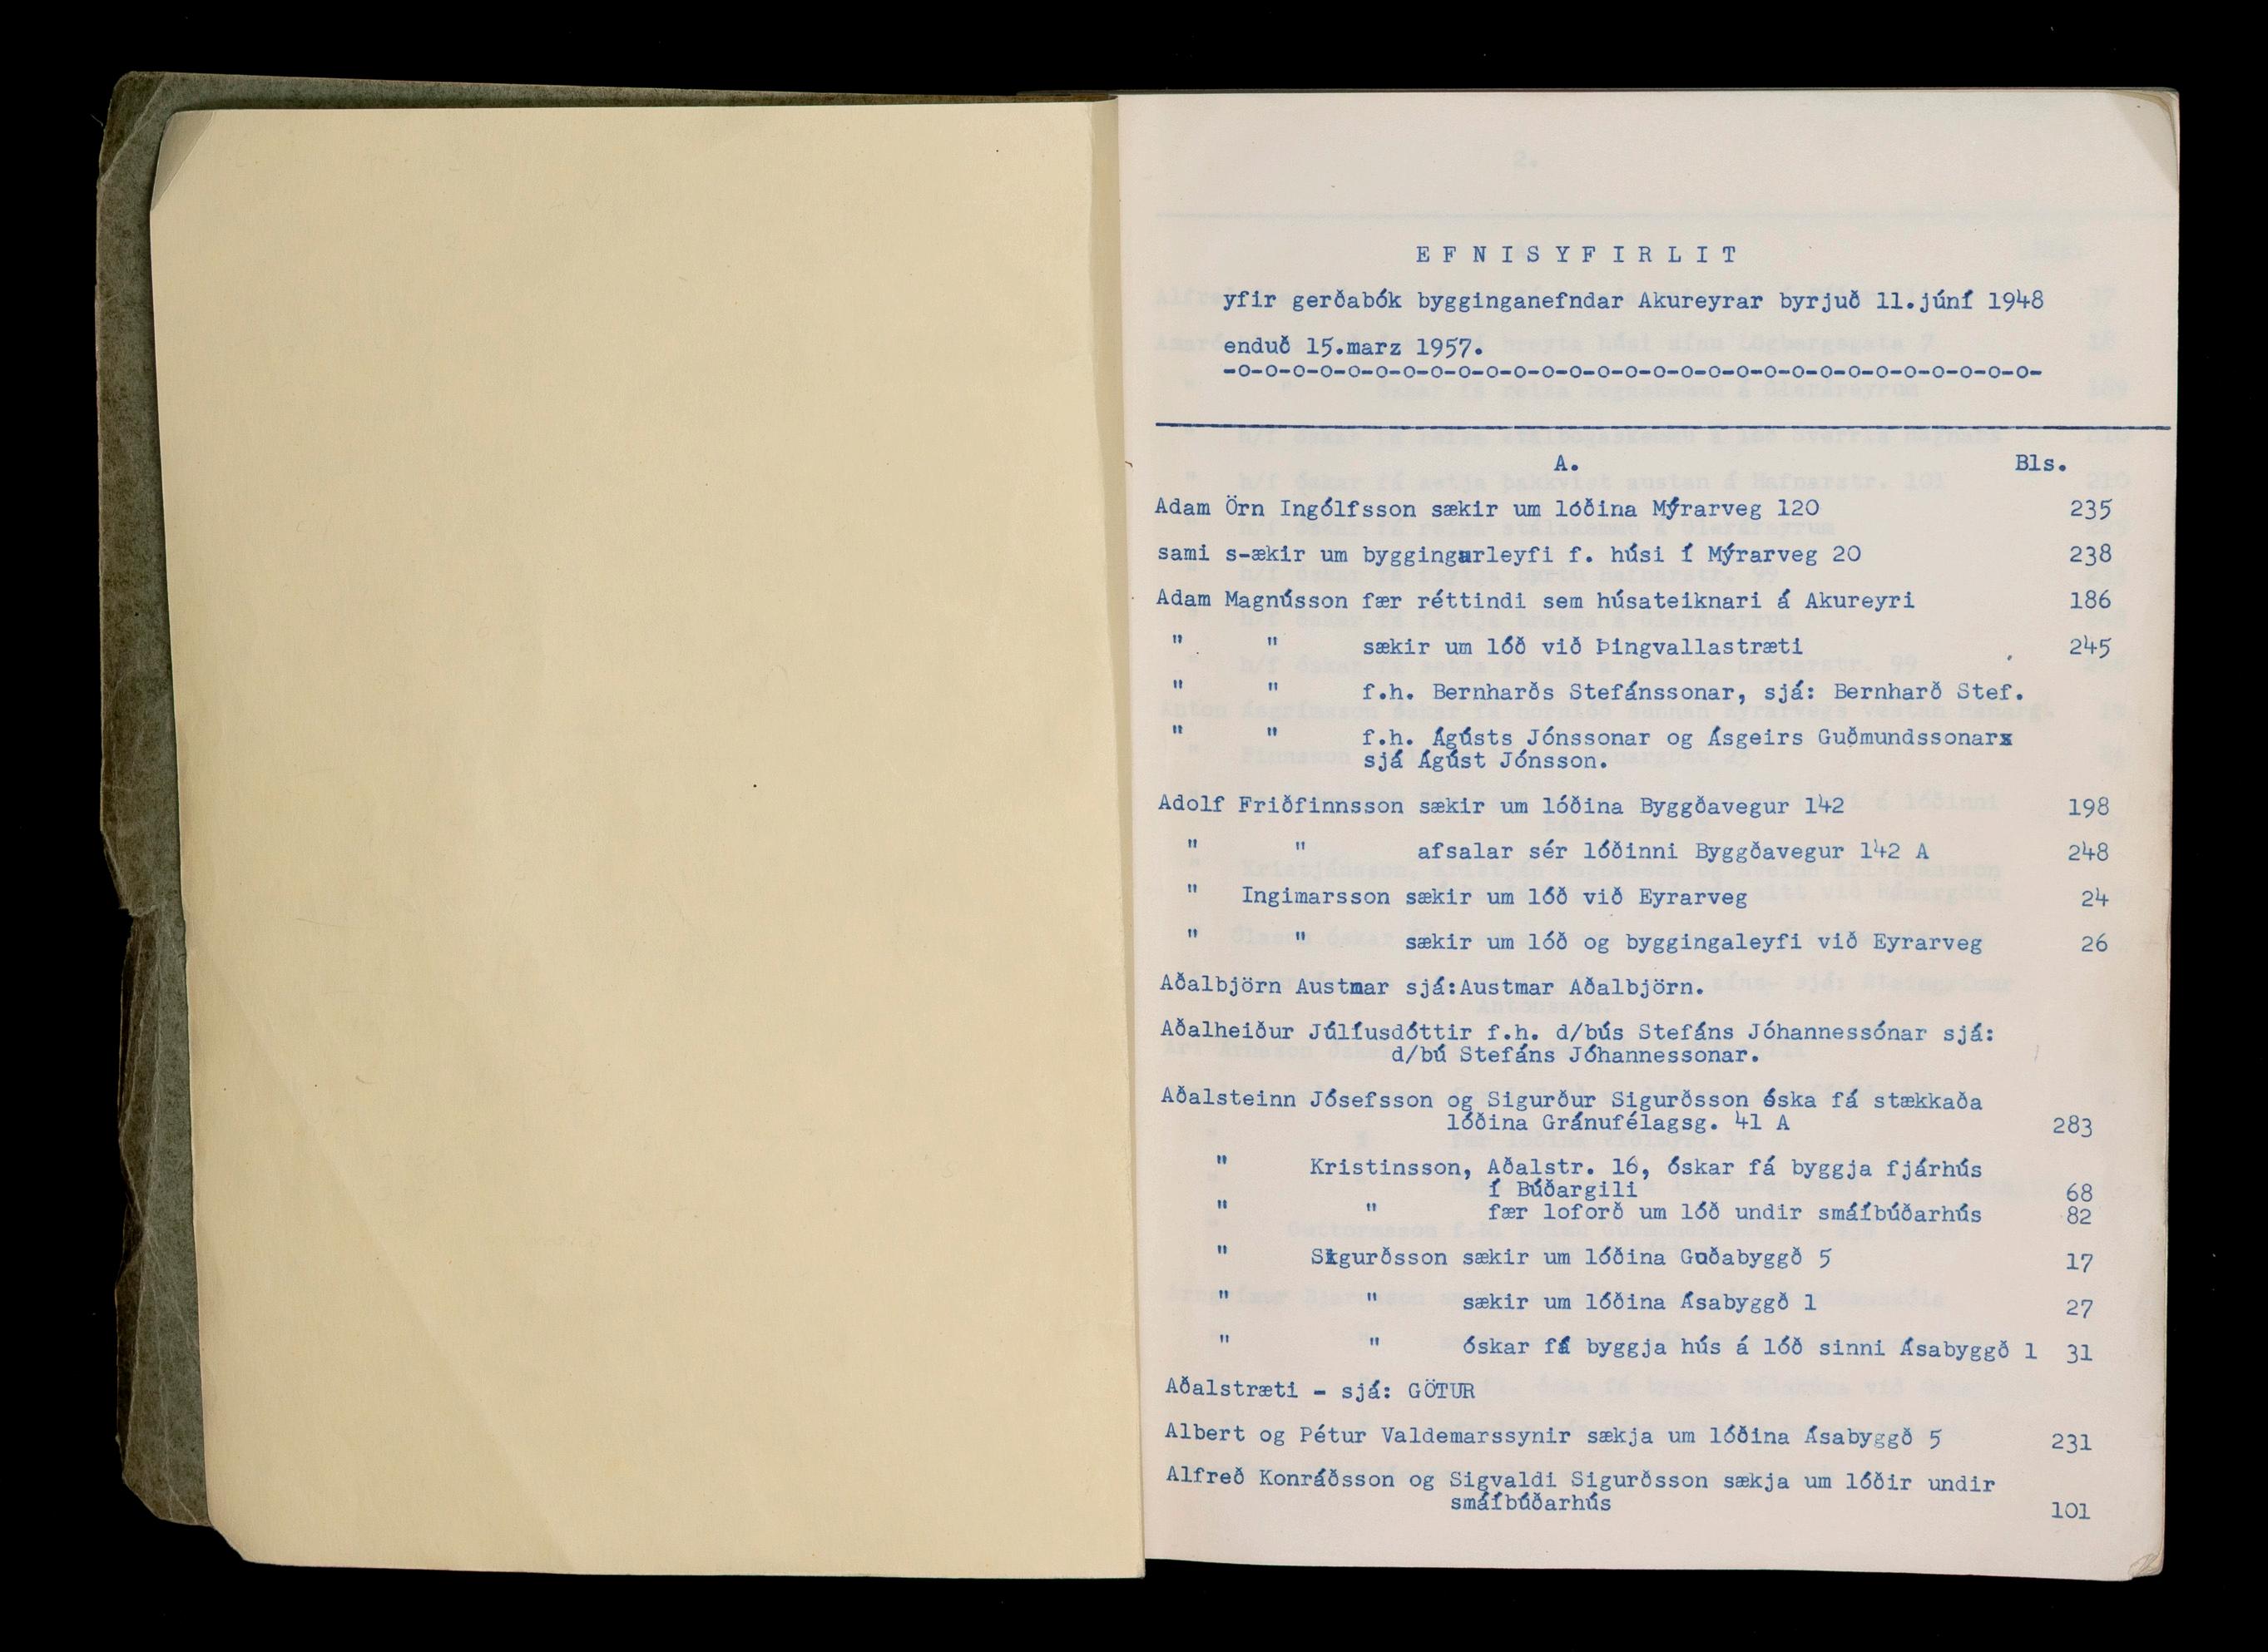 E F N I S Y F I R L I T
yfir gerðabók bygginganefndar Akureyrar byrjuð 11.júní 1948
enduð 15.marz 1957.
-o-o-o-o-o-o-o-o-o-o-o-o-o-o-o-o-o-o-o-o-o-o-o-o-o-o-o-o-o-
A. Bls.
Adam Örn Ingólfsson sækir um lóðina Mýrarveg 120 235
sami s-ækir um byggingarleyfi f. húsi í Mýrarveg 20 238
Adam Magnússon fær réttindi sem húsateiknari á Akureyri 186
" " sækir um lóð við Þingvallastræti 245
" " f.h. Bernharðs Stefánssonar, sjá: Bernharð Stef.
" " f.h. Ágústs Jónssonar og Ásgeirs Guðmundssonarx
sjá Ágúst Jónsson.
Adolf Friðfinnsson sækir um lóðina Byggðavegur 142 198
" " afsalar sér lóðinni Byggðavegur 142 A 248
" Ingimarsson sækir um lóð við Eyrarveg 24
" " sækir um lóð og byggingaleyfi við Eyrarveg 26
Aðalbjörn Austmar sjá:Austmar Aðalbjörn.
Aðalheiður Júlíusdóttir f.h. d/bús Stefáns Jóhannessónar sjá:
d/bú Stefáns Jóhannessonar.
Aðalsteinn Jósefsson og Sigurður Sigurðsson óska fá stækkaða
lóðina Gránufélagsg. 41 A 283
" Kristinsson, Aðalstr. 16, óskar fá byggja fjárhús
í Búðargili 68
" " fær loforð um lóð undir smáíbúðarhús 82
" Sigurðsson sækir um lóðina Goðabyggð 5 17
" " sækir um lóðina Ásabyggð 1 27
" " óskar fá byggja hús á lóð sinni Ásabyggð 1 31
Aðalstræti - sjá: GÖTUR
Albert og Pétur Valdemarssynir sækja um lóðina Ásabyggð 5 231
Alfreð Konráðsson og Sigvaldi Sigurðsson sækja um lóðir undir
smáíbúðarhús 101